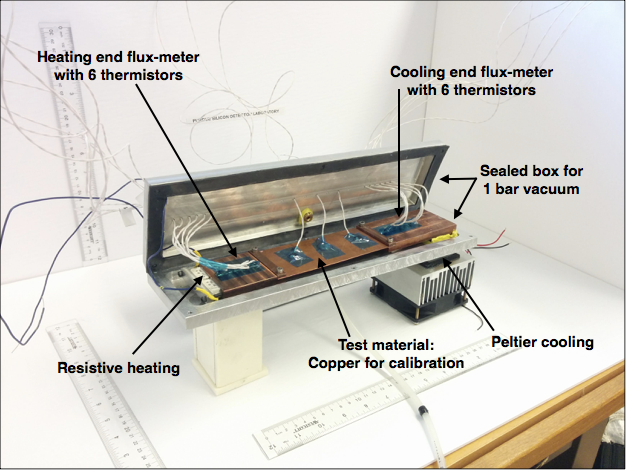 Heating end flux-meter
with 6 thermistors
Cooling end flux-meter
with 6 thermistors
Sealed box for
1 bar vacuum
Resistive heating
Test material:
Copper for calibration
Peltier cooling